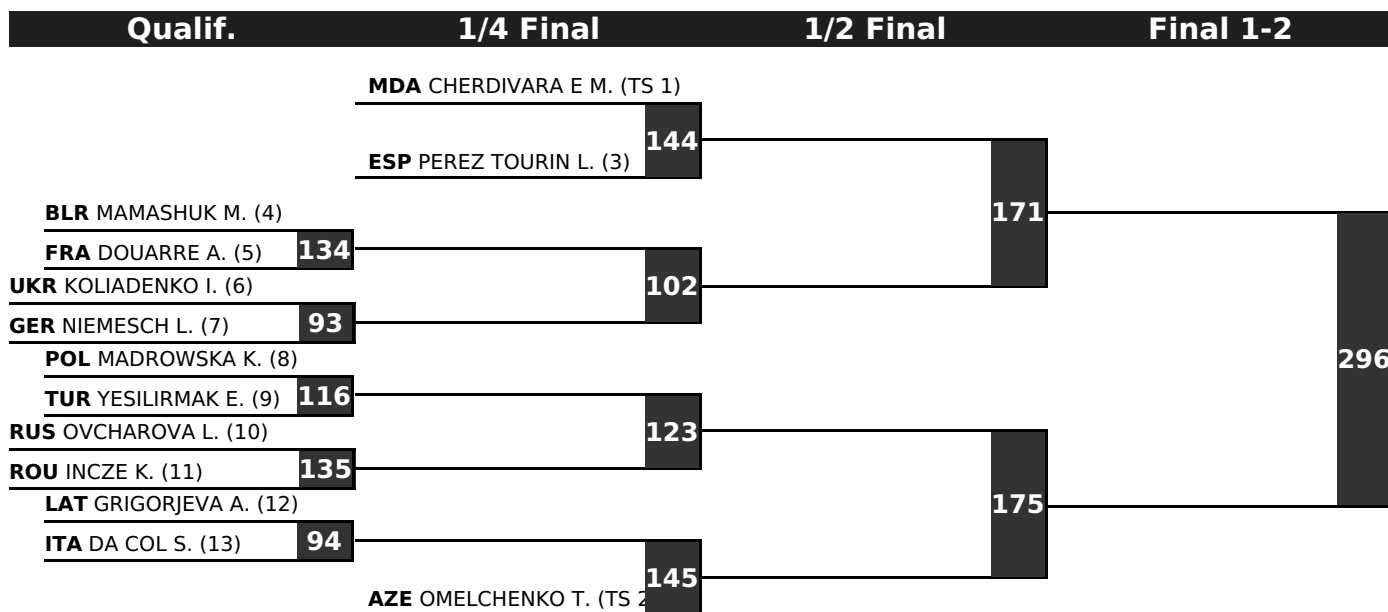 Qualif. 1/4 Final 1/2 Final Final 1-2
MDA CHERDIVARA E M. (TS 1)
144
ESP PEREZ TOURIN L. (3)
BLR MAMASHUK M. (4)
171
FRA DOUARRE A. (5) 134
UKR KOLIADENKO I. (6)
102
GER NIEMESCH L. (7) 93
POL MADROWSKA K. (8)
296
TUR YESILIRMAK E. (9) 116
RUS OVCHAROVA L. (10)
123
ROU INCZE K. (11) 135
LAT GRIGORJEVA A. (12)
175
ITA DA COL S. (13) 94
145
AZE OMELCHENKO T. (TS 2